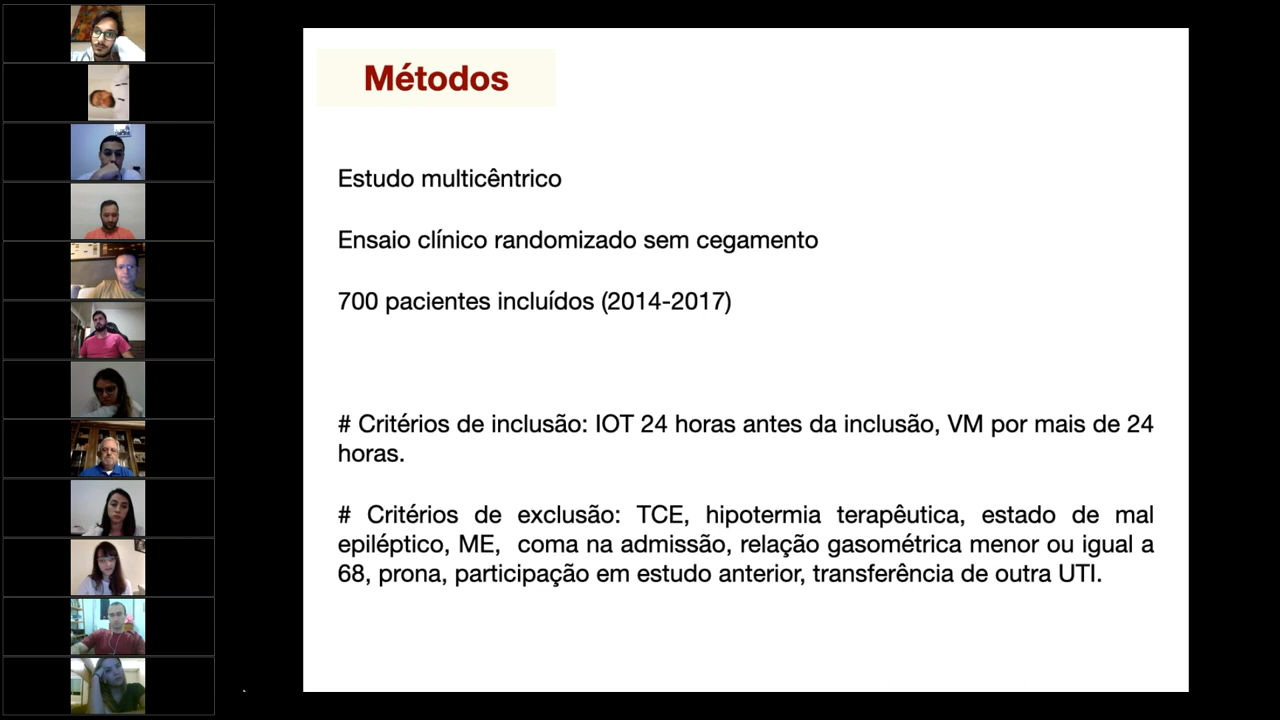 Métodos
Estudo multicêntrico
Ensaio clínico randomizado sem cegamento
700 pacientes incluídos (2014-2017)
# Critérios de inclusão: IOT 24 horas antes da inclusão, VM por mais de 24
horas.
# Critérios de exclusão: TCE, hipotermia terapêutica, estado de mal
epiléptico, ME, coma na admissão, relação gasométrica menor ou igual a
68, prona, participação em estudo anterior, transferência de outra UTI.